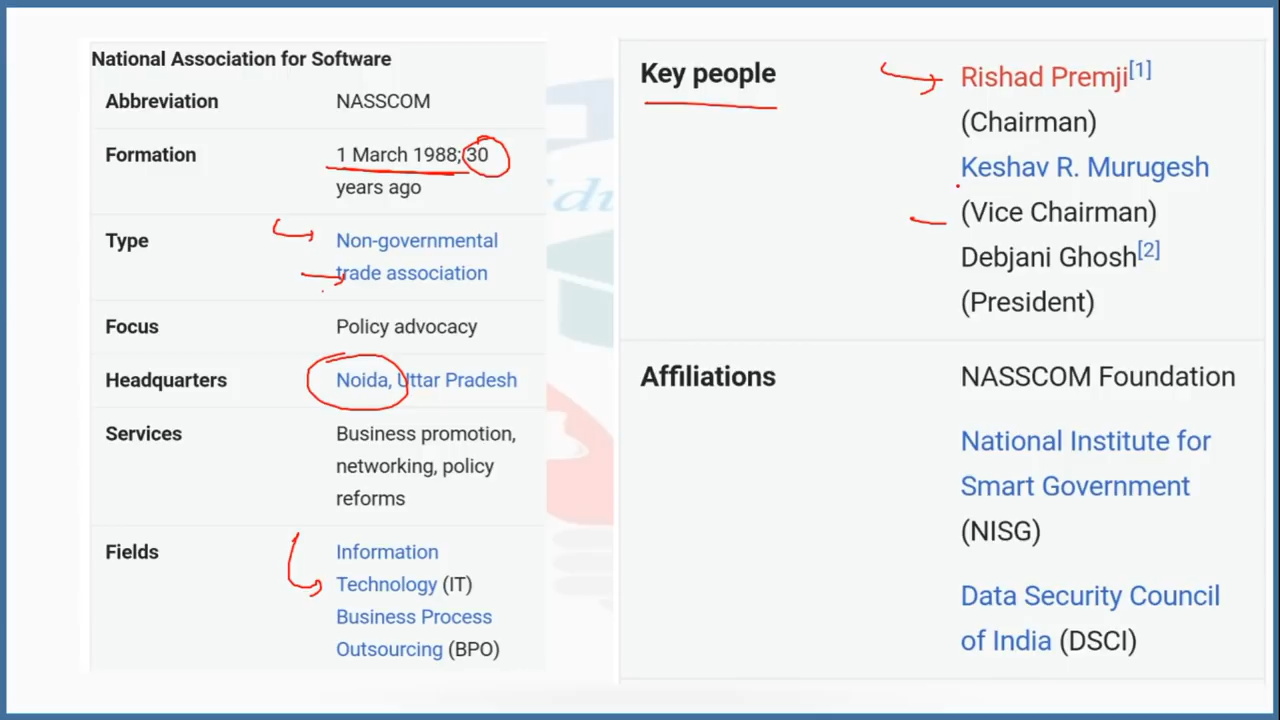 National Association for Software
Abbreviation NASSCOM
Formation 1 March 1988; 30
years ago
Type Non-governmental
trade association
Focus Policy advocacy
Headquarters Noida, Uttar Pradesh
Services Business promotion,
networking, policy
reforms
Fields Information
Technology (IT)
Business Process
Outsourcing (BPO)
Key people Rishad Premji[1]
(Chairman)
Keshav R. Murugesh
(Vice Chairman)
Debjani Ghosh[2]
(President)
Affiliations NASSCOM Foundation
National Institute for
Smart Government
(NISG)
Data Security Council
of India (DSCI)